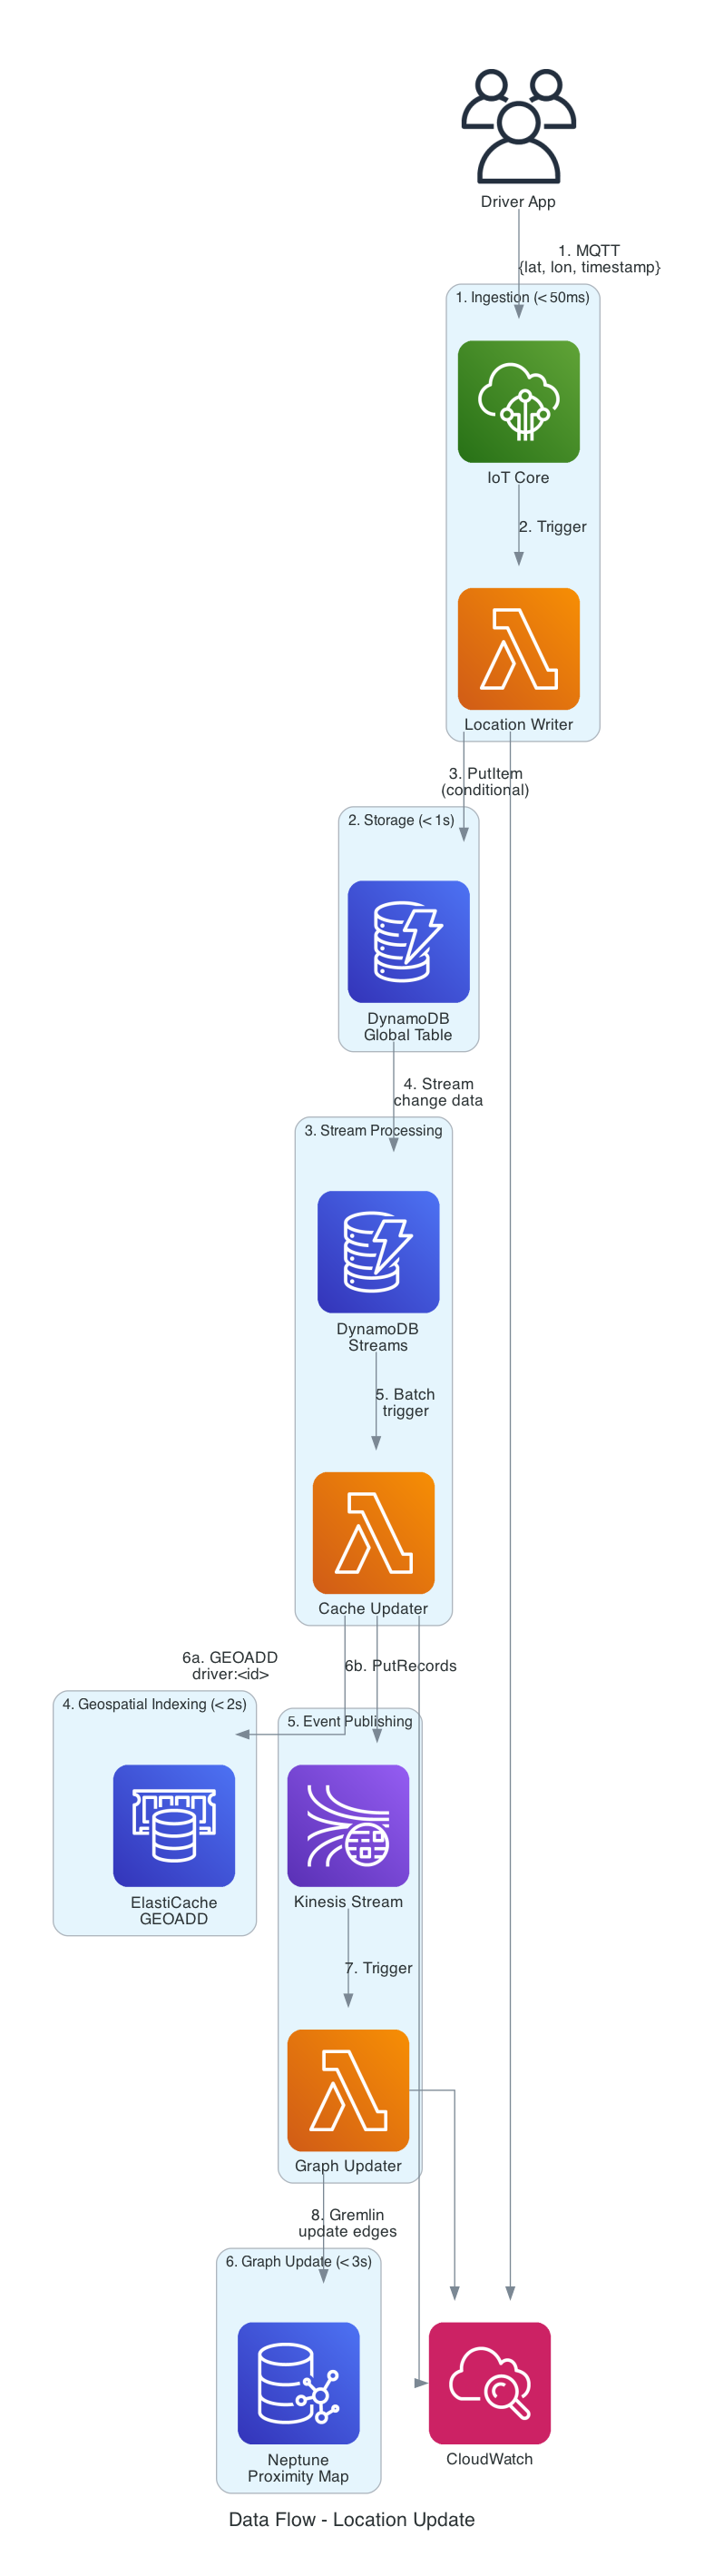 Driver App
1. MQTT
{lat, lon, timestamp}
1. Ingestion (< 50ms)
IoT Core
2. Trigger
Location Writer
3. PutItem
(conditional)
2. Storage (< 1s)
DynamoDB
Global Table
4. Stream
change data
3. Stream Processing
DynamoDB
Streams
5. Batch
trigger
Cache Updater
6a. GEOADD
driver:<id>
6b. PutRecords
4. Geospatial Indexing (< 2s)
5. Event Publishing
ElastiCache
GEOADD
Kinesis Stream
7. Trigger
Graph Updater
8. Gremlin
update edges
6. Graph Update (< 3s)
Neptune
Proximity Map
CloudWatch
Data Flow - Location Update